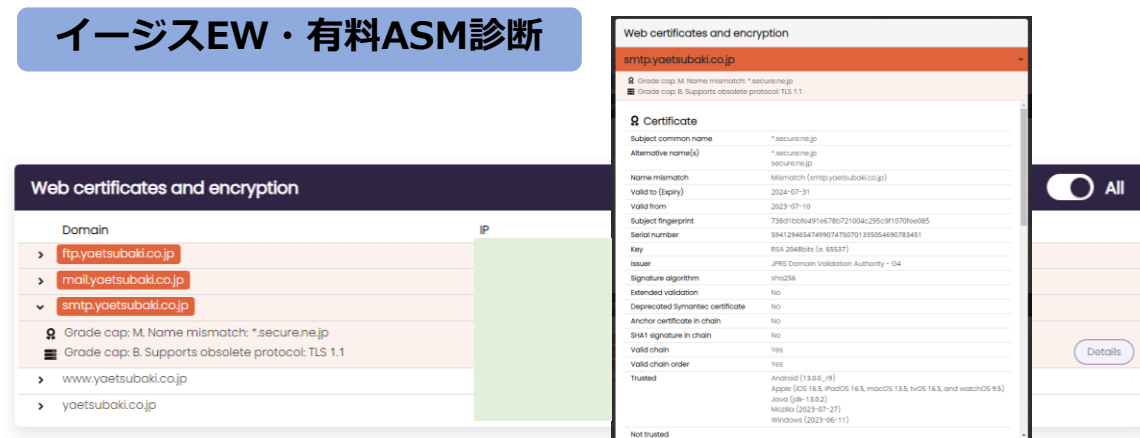 イージスEW・有料ASM診断
Web certificates and encryption
All
Domain
IP
ftp.yaetsubaki.co.jp
mail.yaetsubaki.co.jp
smtp.yaetsubaki.co.jp
Grade cap: M. Name mismatch: *.secure.ne.jp
Grade cap: B. Supports obsolete protocol: TLS 1.1
Details
www.yaetsubaki.co.jp
yaetsubaki.co.jp
Web certificates and encryption
smtp.yaetsubaki.co.jp
Grade cap: M. Name mismatch: *.secure.ne.jp
Grade cap: B. Supports obsolete protocol: TLS 1.1
Certificate
Subject common name *.secure.ne.jp
Alternative name(s) *.secure.ne.jp
secure.ne.jp
Name mismatch Mismatch (smtp.yaetsubaki.co.jp)
Valid to (Expiry) 2024-07-31
Valid from 2023-07-10
Subject fingerprint 738d1bbfe491e678b721004c295c9f1070fee085
Serial number 59412946547499074750701335054690783451
Key RSA 2048bits (e. 65537)
Issuer JPRS Domain Validation Authority - G4
Signature algorithm sha256
Extended validation No
Deprecated Symantec certificate No
Anchor certificate in chain No
SHA1 signature in chain No
Valid chain Yes
Valid chain order Yes
Trusted Android (13.0.0_r9)
Apple (iOS 16.5, iPadOS 16.5, macOS 13.5, tvOS 16.5, and watchOS 9.5)
Java (jdk-13.0.2)
Mozilla (2023-07-27)
Windows (2023-06-11)
Not trusted